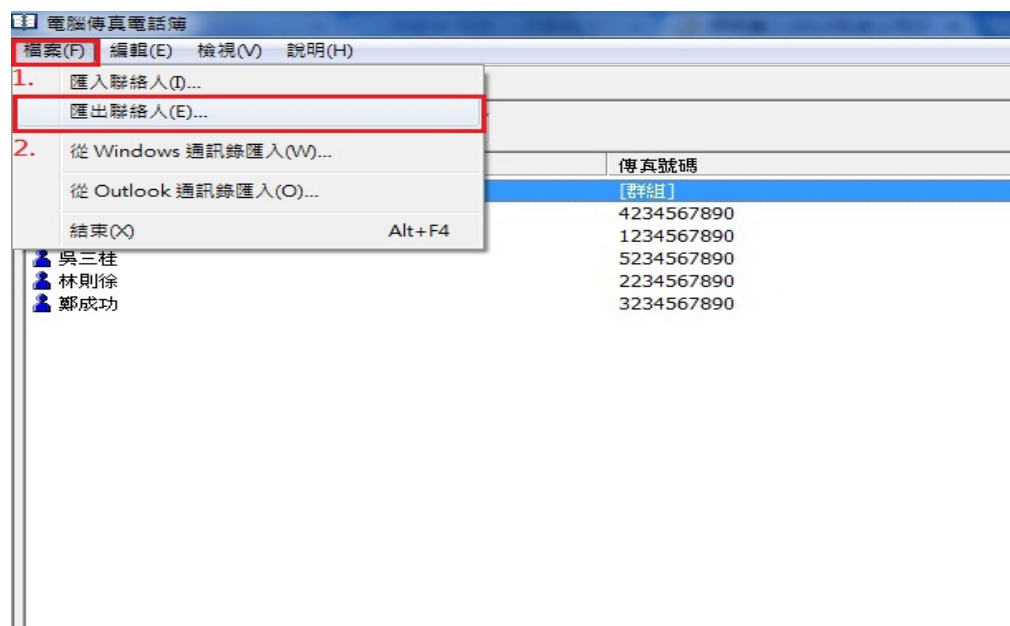 電腦傳真電話簿
檔案(F) 編輯(E) 檢視(V) 說明(H)
1. 匯入聯絡人(I)...
匯出聯絡人(E)...
2. 從 Windows 通訊錄匯入(W)...
傳真號碼
從 Outlook 通訊錄匯入(O)...
[群組]
4234567890
結束(X) Alt+F4
1234567890
吳三桂 5234567890
林則徐 2234567890
鄭成功 3234567890